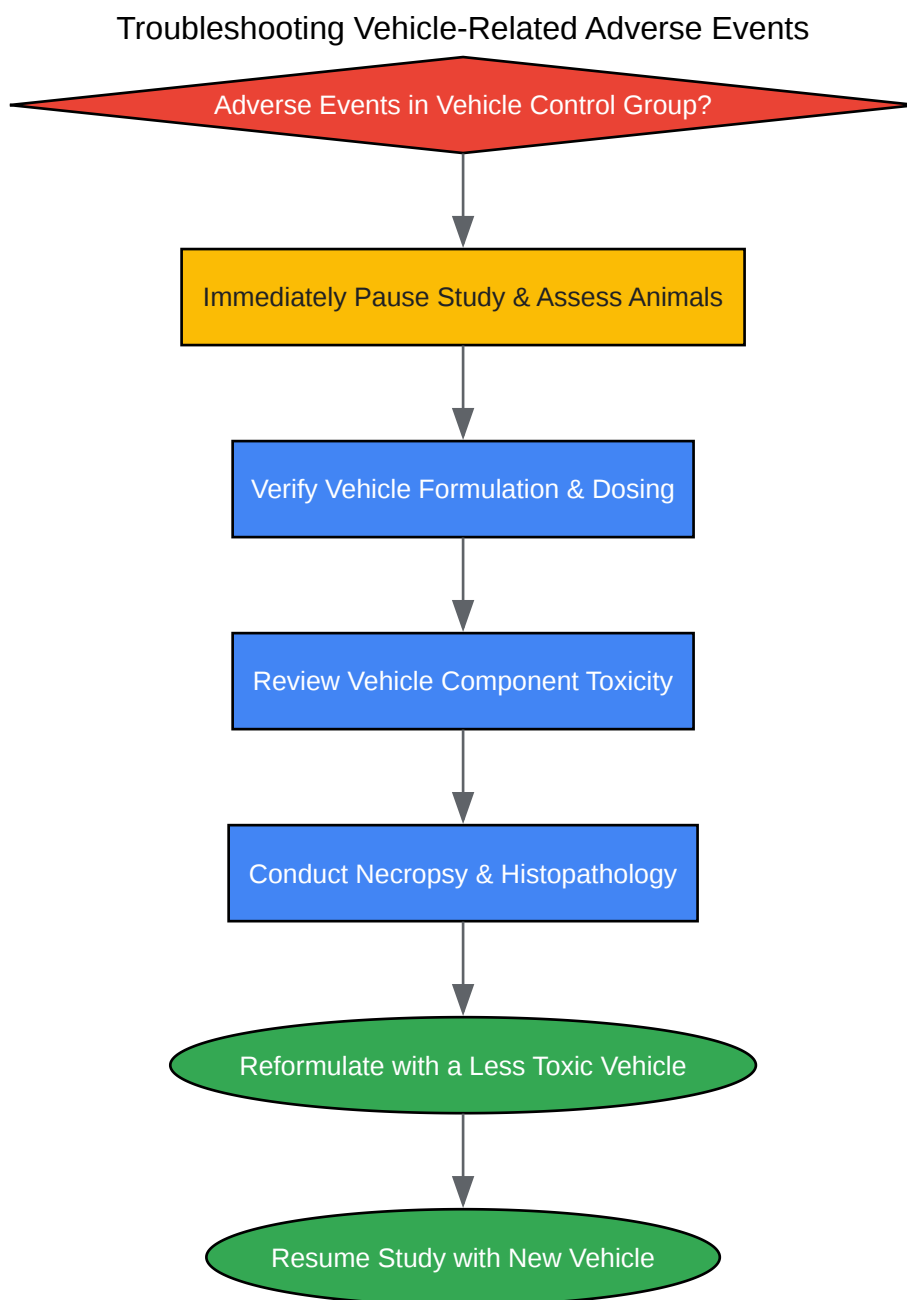 Troubleshooting Vehicle-Related Adverse Events
Adverse Events in Vehicle Control Group?
Immediately Pause Study & Assess Animals
Verify Vehicle Formulation & Dosing
Review Vehicle Component Toxicity
Conduct Necropsy & Histopathology
Reformulate with a Less Toxic Vehicle
Resume Study with New Vehicle